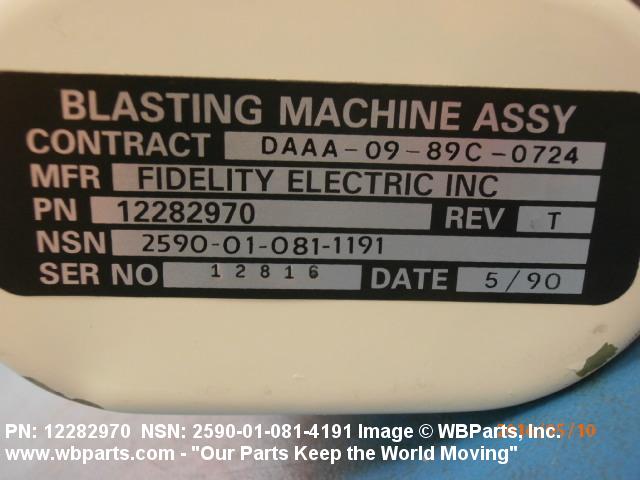 BLASTING MACHINE ASSY
CONTRACT DAAA-09-89C-0724
MFR FIDELITY ELECTRIC INC
PN 12282970 REV T
NSN 2590-01-081-1191
SER NO 12816 DATE 5/90
PN: 12282970 NSN: 2590-01-081-4191 Image © WBParts, Inc.
www.wbparts.com - "Our Parts Keep the World Moving"